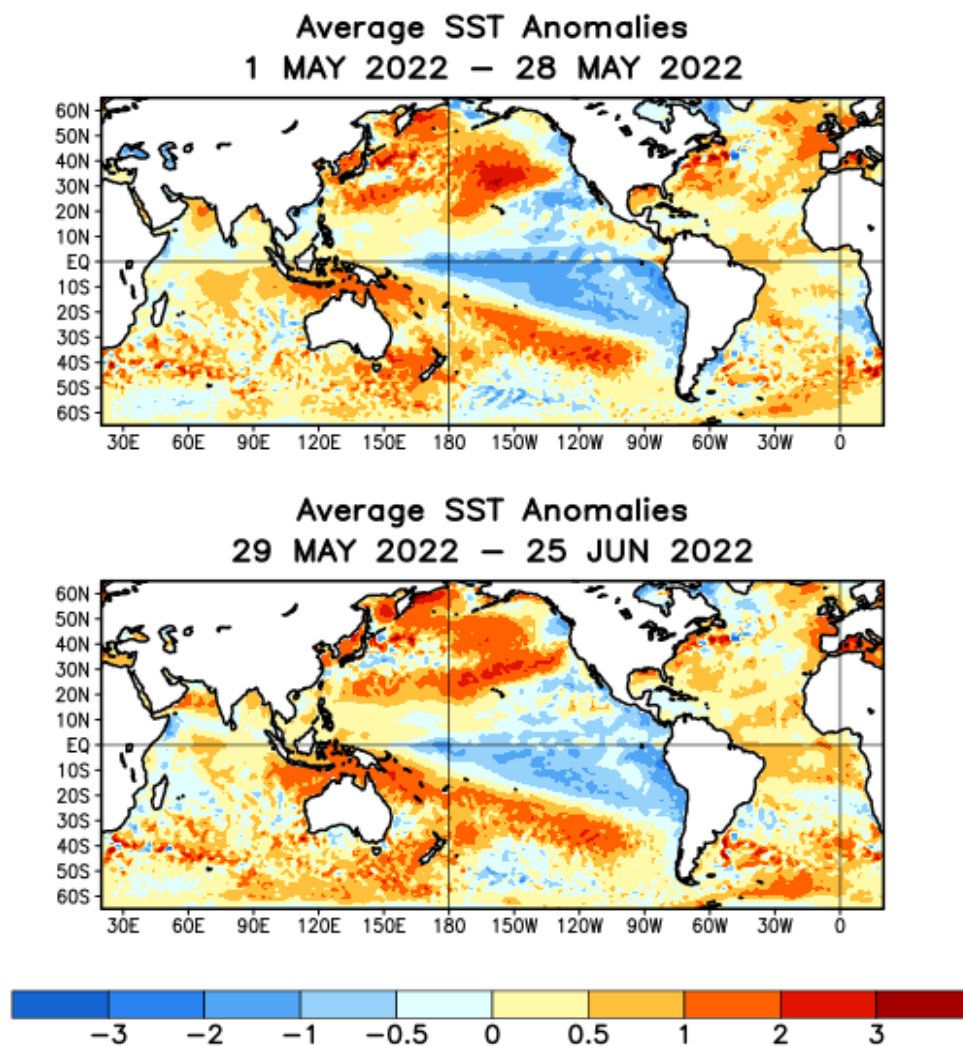 Average SST Anomalies
1 MAY 2022 – 28 MAY 2022
60N
50N
40N
30N
20N
10N
EQ
10S
20S
30S
40S
50S
60S
30E 60E 90E 120E 150E 180 150W 120W 90W 60W 30W 0
Average SST Anomalies
29 MAY 2022 – 25 JUN 2022
60N
50N
40N
30N
20N
10N
EQ
10S
20S
30S
40S
50S
60S
30E 60E 90E 120E 150E 180 150W 120W 90W 60W 30W 0
−3 −2 −1 −0.5 0 0.5 1 2 3